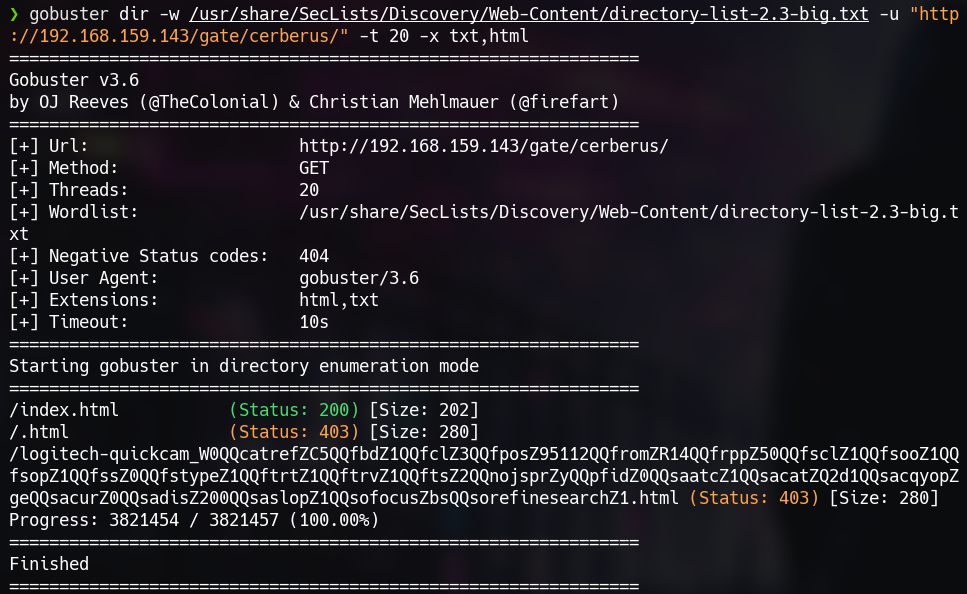 ❯ gobuster dir -w /usr/share/SecLists/Discovery/Web-Content/directory-list-2.3-big.txt -u "http
://192.168.159.143/gate/cerberus/" -t 20 -x txt,html
===============================================================
Gobuster v3.6
by OJ Reeves (@TheColonial) & Christian Mehlmauer (@firefart)
===============================================================
[+] Url:                     http://192.168.159.143/gate/cerberus/
[+] Method:                  GET
[+] Threads:                 20
[+] Wordlist:                /usr/share/SecLists/Discovery/Web-Content/directory-list-2.3-big.t
xt
[+] Negative Status codes:   404
[+] User Agent:              gobuster/3.6
[+] Extensions:              html,txt
[+] Timeout:                 10s
===============================================================
Starting gobuster in directory enumeration mode
===============================================================
/index.html           (Status: 200) [Size: 202]
/.html                (Status: 403) [Size: 280]
/logitech-quickcam_W0QQcatrefZC5QQfbdZ1QQfclZ3QQfposZ95112QQfromZR14QQfrppZ50QQfsclZ1QQfsooZ1QQ
fsopZ1QQfssZ0QQfstypeZ1QQftrtZ1QQftrvZ1QQftsZ2QQnojsprZyQQpfidZ0QQsaatcZ1QQsacatZQ2d1QQsacqyopZ
geQQsacurZ0QQsadisZ200QQsaslopZ1QQsofocusZbsQQsorefinesearchZ1.html (Status: 403) [Size: 280]
Progress: 3821454 / 3821457 (100.00%)
===============================================================
Finished
===============================================================